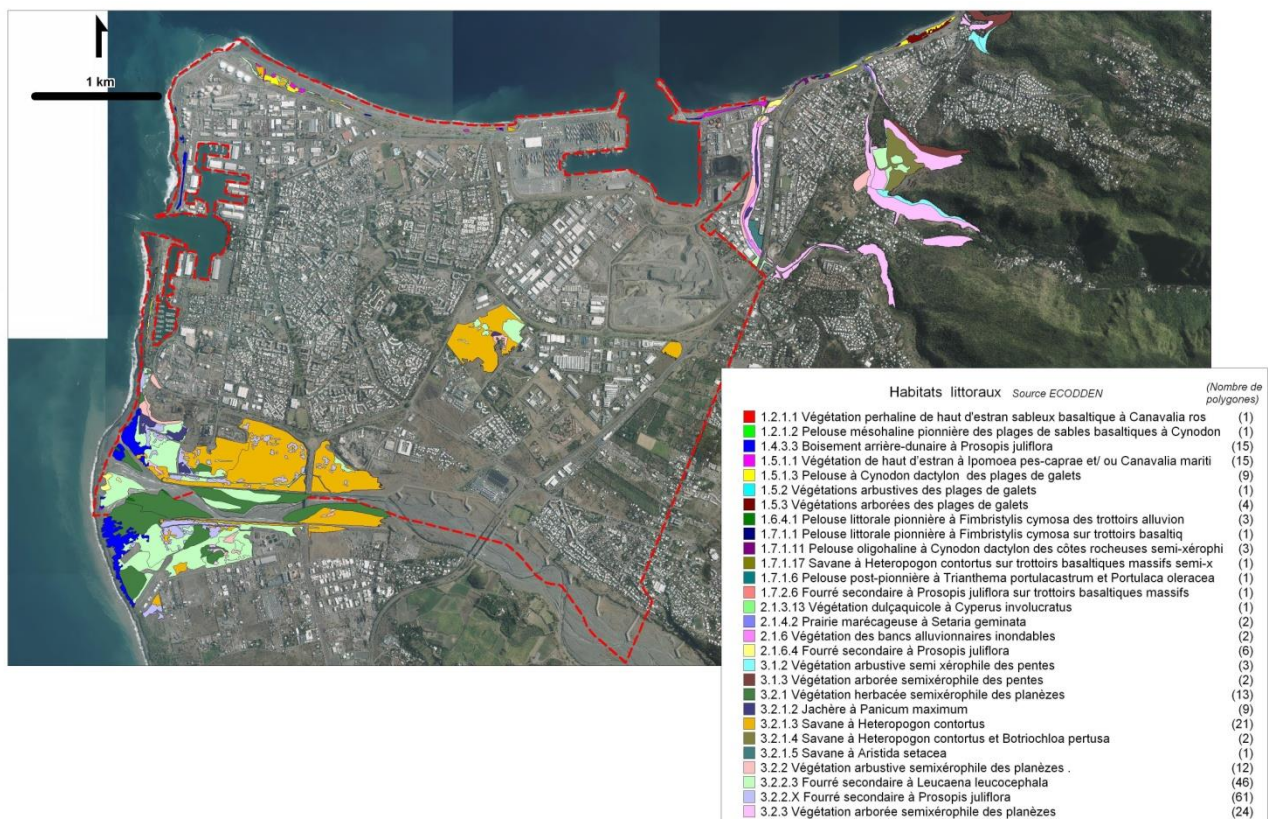 1 km
Habitats littoraux Source ECODDEN (Nombre de
polygones)
1.2.1.1 Végétation perhaline de haut d'estran sableux basaltique à Canavalia ros (1)
1.2.1.2 Pelouse mésohaline pionnière des plages de sables basaltiques à Cynodon (1)
1.4.3.3 Boisement arrière-dunaire à Prosopis juliflora (15)
1.5.1.1 Végétation de haut d'estran à Ipomoea pes-caprae et/ ou Canavalia mariti (15)
1.5.1.3 Pelouse à Cynodon dactylon des plages de galets (9)
1.5.2 Végétations arbustives des plages de galets (1)
1.5.3 Végétations arborées des plages de galets (4)
1.6.4.1 Pelouse littorale pionnière à Fimbristylis cymosa des trottoirs alluvion (3)
1.7.1.1 Pelouse littorale pionnière à Fimbristylis cymosa sur trottoirs basaltiq (1)
1.7.1.11 Pelouse oligohaline à Cynodon dactylon des côtes rocheuses semi-xérophi (3)
1.7.1.17 Savane à Heteropogon contortus sur trottoirs basaltiques massifs semi-x (1)
1.7.1.6 Pelouse post-pionnière à Trianthema portulacastrum et Portulaca oleracea (1)
1.7.2.6 Fourré secondaire à Prosopis juliflora sur trottoirs basaltiques massifs (1)
2.1.3.13 Végétation dulçaquicole à Cyperus involucratus (1)
2.1.4.2 Prairie marécageuse à Setaria geminata (2)
2.1.6 Végétation des bancs alluvionnaires inondables (2)
2.1.6.4 Fourré secondaire à Prosopis juliflora (6)
3.1.2 Végétation arbustive semi xérophile des pentes (3)
3.1.3 Végétation arborée semixérophile des pentes (2)
3.2.1 Végétation herbacée semixérophile des planèzes (13)
3.2.1.2 Jachère à Panicum maximum (9)
3.2.1.3 Savane à Heteropogon contortus (21)
3.2.1.4 Savane à Heteropogon contortus et Botriochloa pertusa (2)
3.2.1.5 Savane à Aristida setacea (1)
3.2.2 Végétation arbustive semixérophile des planèzes . (12)
3.2.2.3 Fourré secondaire à Leucaena leucocephala (46)
3.2.2.X Fourré secondaire à Prosopis juliflora (61)
3.2.3 Végétation arborée semixérophile des planèzes (24)